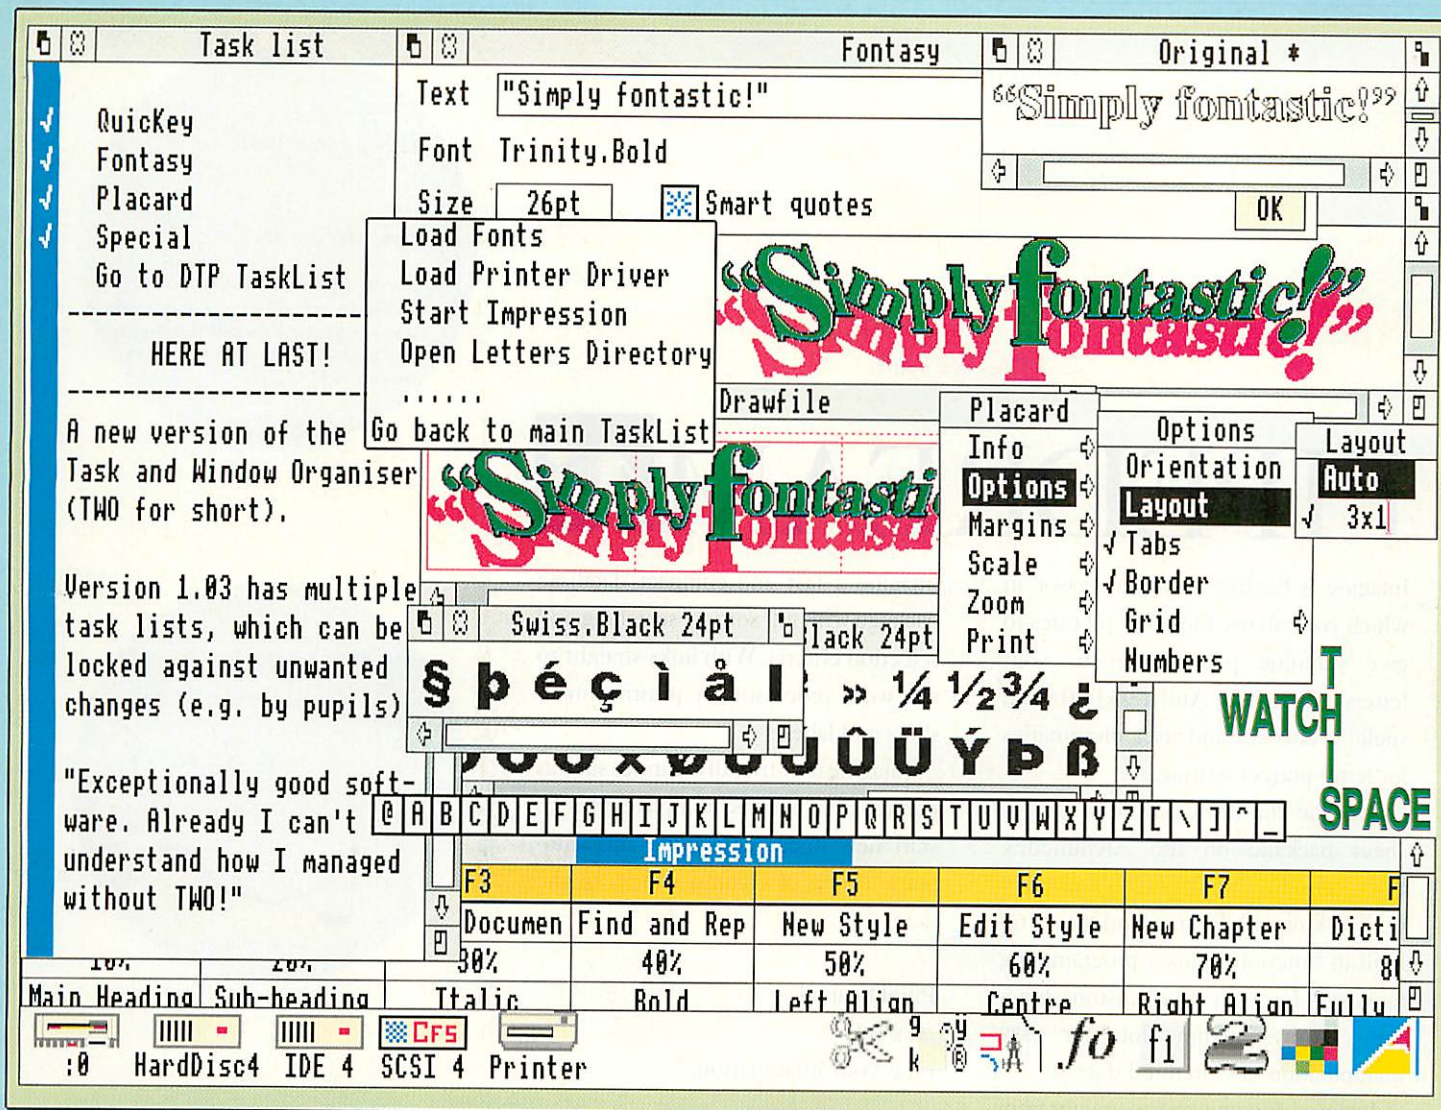 Task list
QuicKey
Fontasy
Placard
Special
Go to DTP TaskList
HERE AT LAST!
A new version of the
Task and Window Organiser
(TWO for short).
Version 1.03 has multiple
task lists, which can be
locked against unwanted
changes (e.g. by pupils)
"Exceptionally good soft-
ware. Already I can't
understand how I managed
without TWO!"
Fontasy
Text "Simply fontastic!"
Font Trinity.Bold
Size 26pt Smart quotes
OK
Original *
“Simply fontastic!”
Load Fonts
Load Printer Driver
Start Impression
Open Letters Directory
......
Go back to main TaskList
“Simply fontastic!”
Drawfile
“Simply fontasti
Placard
Info
Options
Margins
Scale
Zoom
Print
Options
Orientation
Layout
Tabs
Border
Grid
Numbers
Layout
Auto
3x1
Swiss.Black 24pt
lack 24pt
§ þ é ç ì å
» ¼ ½ ¾ ¿
Û Ü Ý Þ ß
T
WATCH
I
SPACE
@ A B C D E F G H I J K L M N O P Q R S T U V W X Y Z [ \ ] ^ _
Impression
F3 F4 F5 F6 F7 F
Documen Find and Rep New Style Edit Style New Chapter Dicti
10% 20% 30% 40% 50% 60% 70% 8
Main Heading Sub-heading Italic Bold Left Align Centre Right Align Fully
g k ÿ ® fo f1 2
CFS
:0 HardDisc4 IDE 4 SCSI 4 Printer